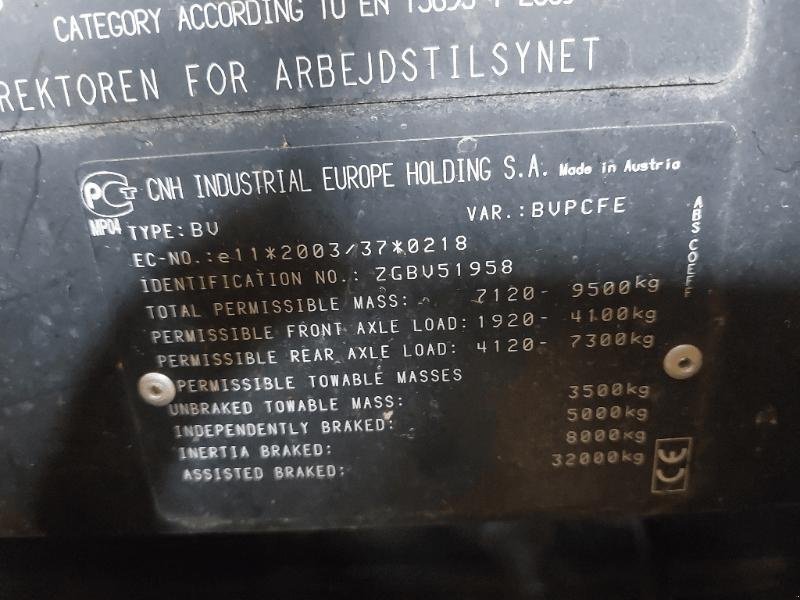 CATEGORY ACCORDING TO EN
REKTOREN FOR ARBEJDSTILSYNET
PCT CNH INDUSTRIAL EUROPE HOLDING S.A. Made in Austria
MP04
TYPE: BV VAR.: BVPCFE
EC-NO.: e11*2003/37*0218
IDENTIFICATION NO.: ZGBV51958
TOTAL PERMISSIBLE MASS: 7120- 9500kg
PERMISSIBLE FRONT AXLE LOAD: 1920- 4100kg
PERMISSIBLE REAR AXLE LOAD: 4120- 7300kg
PERMISSIBLE TOWABLE MASSES
UNBRAKED TOWABLE MASS: 3500kg
INDEPENDENTLY BRAKED: 5000kg
INERTIA BRAKED: 8000kg
ASSISTED BRAKED: 32000kg
CE
ABS COEFF